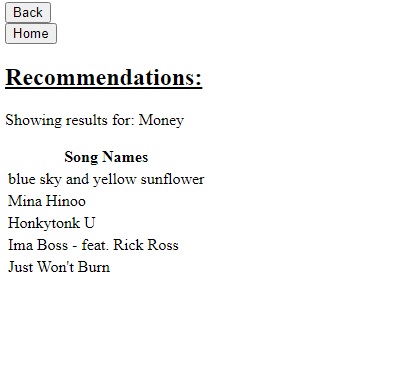 Back
Home
Recommendations:
Showing results for: Money
Song Names
blue sky and yellow sunflower
Mina Hinoo
Honkytonk U
Ima Boss - feat. Rick Ross
Just Won't Burn